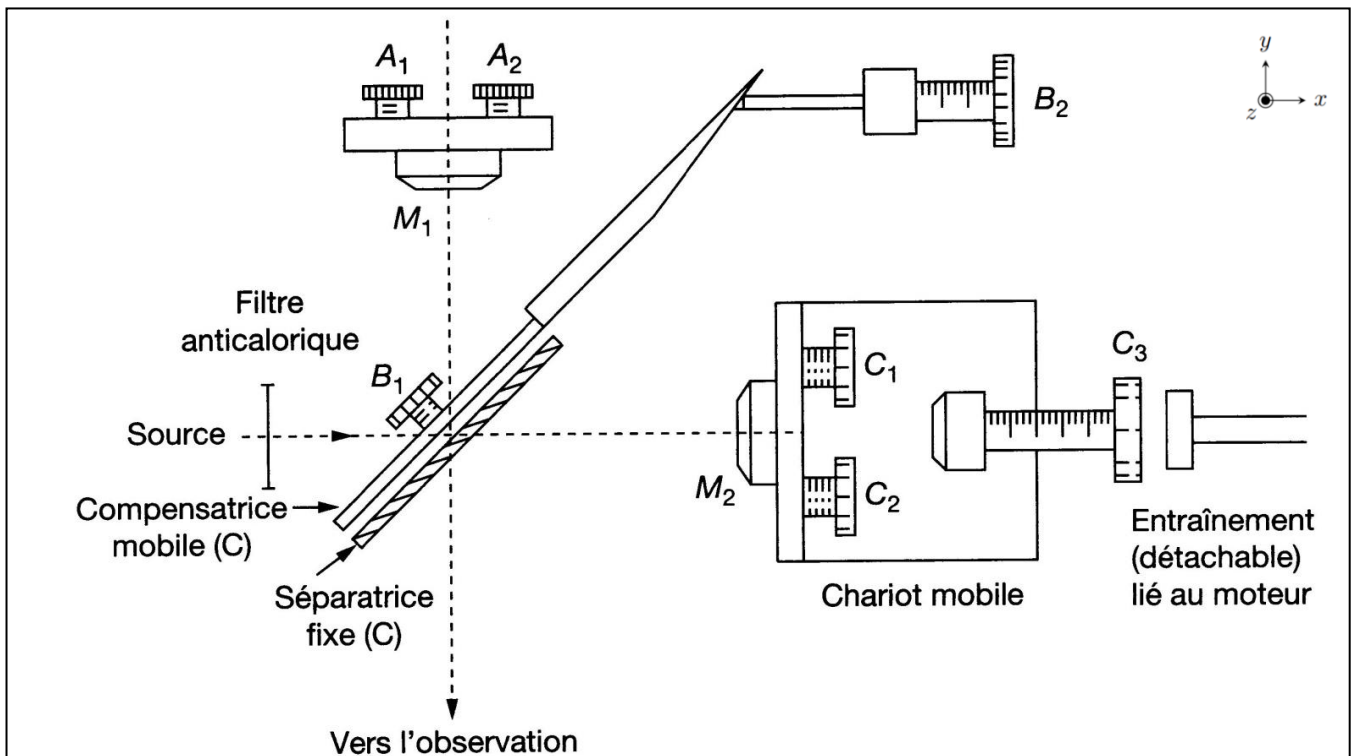 A₁
A₂
B₂
y
x
z
M₁
Filtre
anticalorique
B₁
Source
C₁
C₃
M₂
C₂
Compensatrice
mobile (C)
Séparatrice
fixe (C)
Chariot mobile
Entraînement
(détachable)
lié au moteur
Vers l'observation